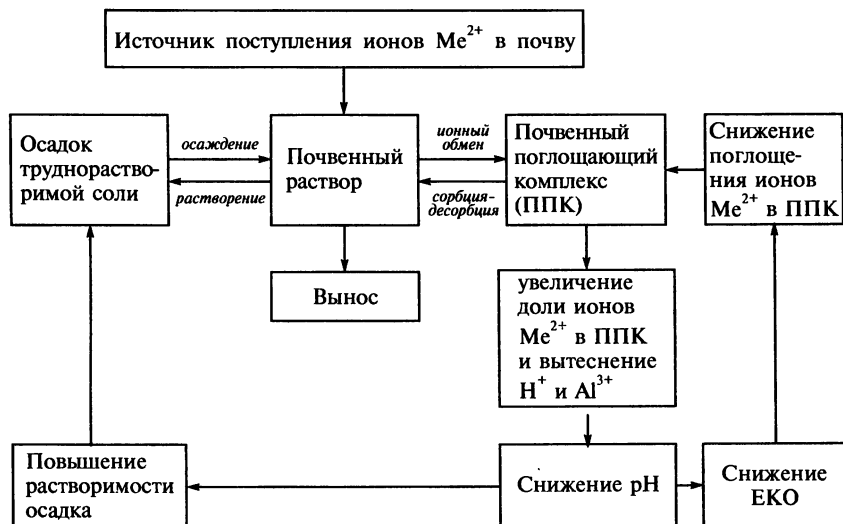 Источник поступления ионов Me²⁺ в почву
Осадок
труднораство-
римой соли
осаждение
растворение
Почвенный
раствор
ионный
обмен
сорбция-
десорбция
Почвенный
поглощающий
комплекс
(ППК)
Снижение
поглоще-
ния ионов
Me²⁺ в ППК
Вынос
увеличение
доли ионов
Me²⁺ в ППК
и вытеснение
H⁺ и Al³⁺
Повышение
растворимости
осадка
Снижение pH
Снижение
ЕКО